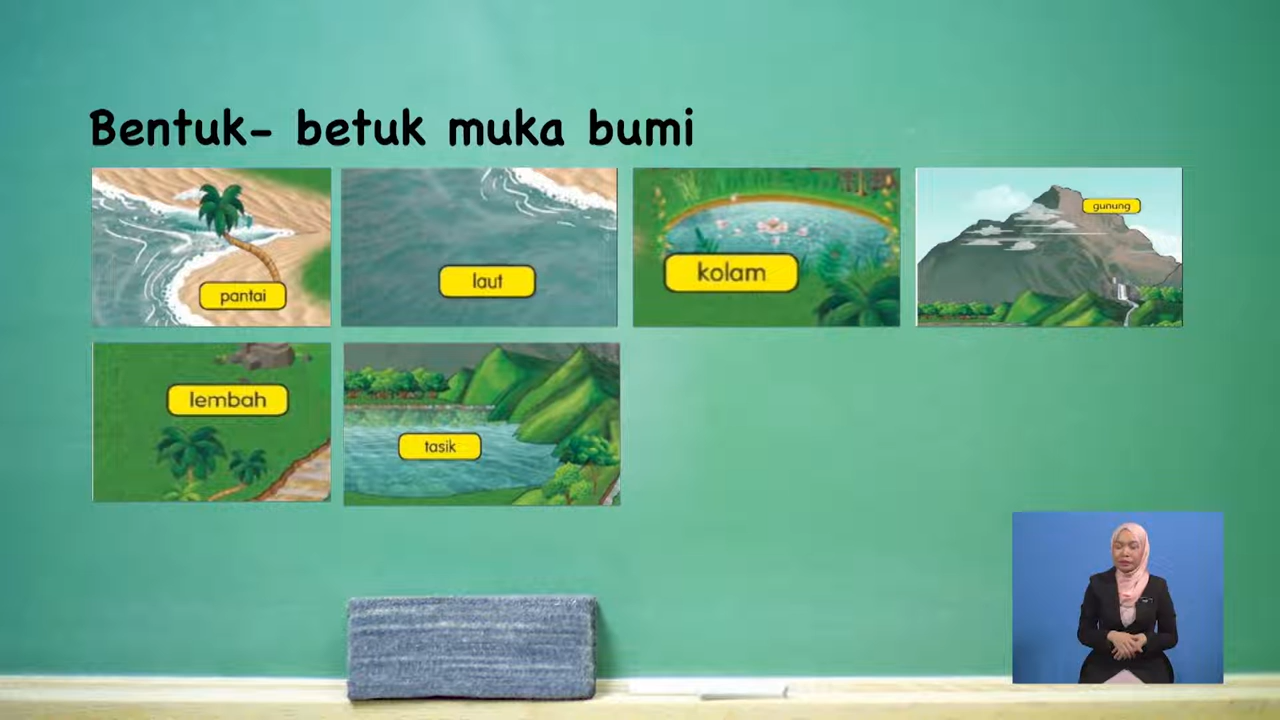 Bentuk- betuk muka bumi
pantai
laut
kolam
gunung
lembah
tasik